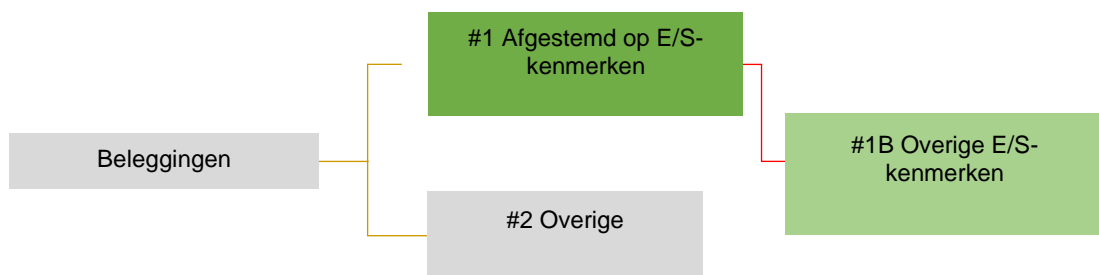 #1 Afgestemd op E/S-
kenmerken
Beleggingen
#1B Overige E/S-
kenmerken
#2 Overige